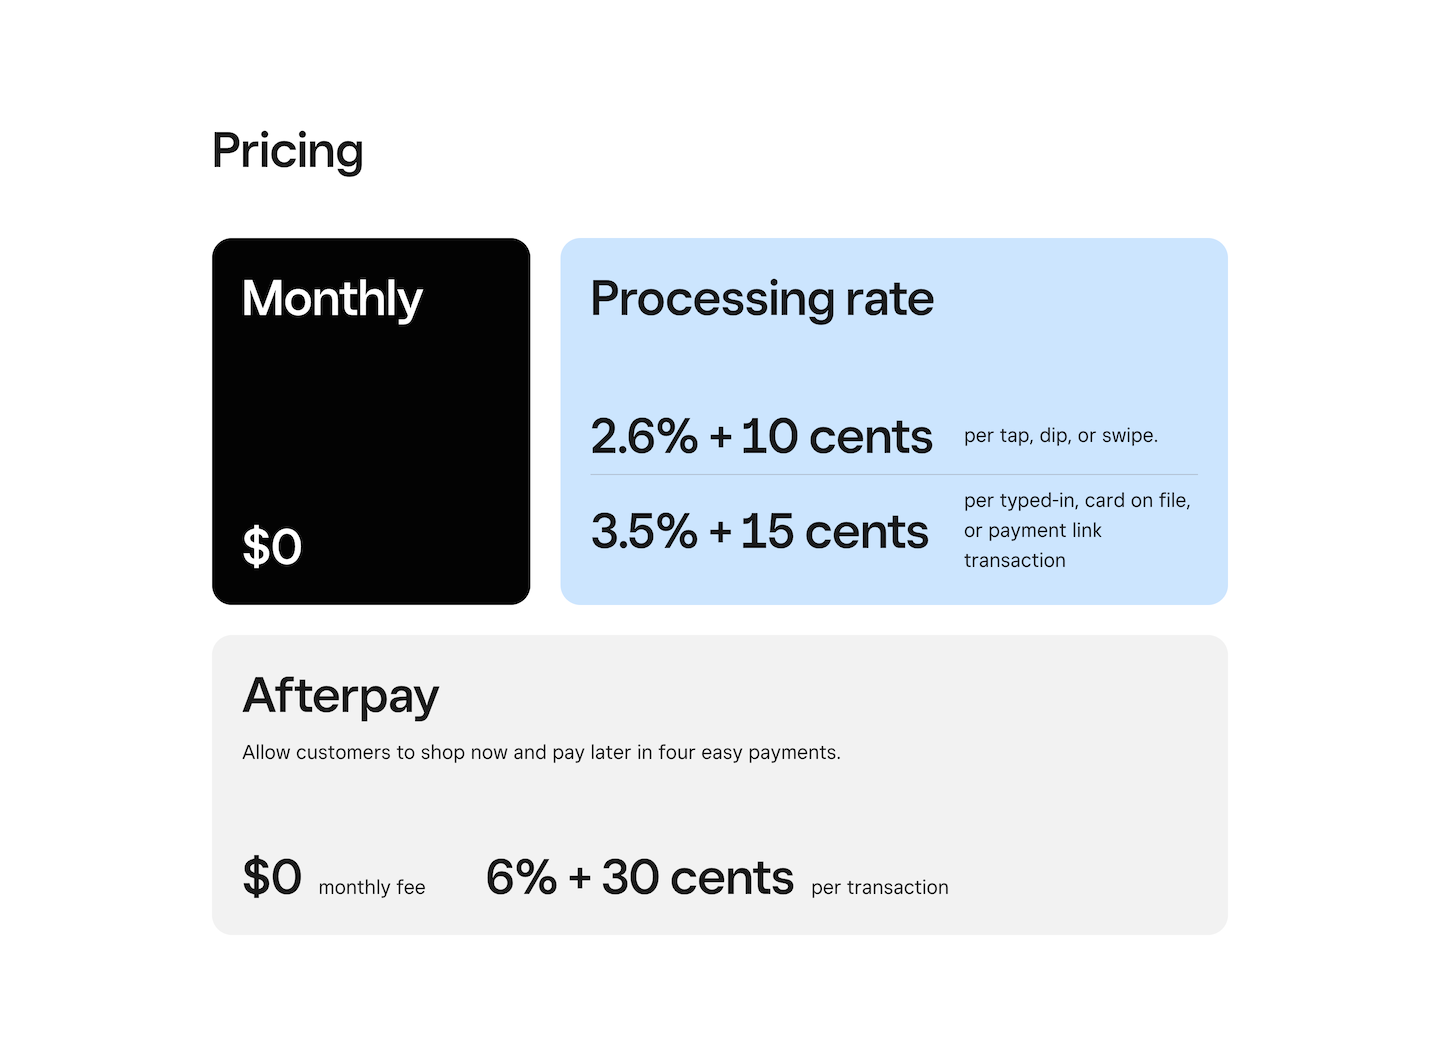 Pricing
Monthly
$0
Processing rate
2.6% + 10 cents
per tap, dip, or swipe.
3.5% + 15 cents
per typed-in, card on file,
or payment link
transaction
Afterpay
Allow customers to shop now and pay later in four easy payments.
$0 monthly fee
6% + 30 cents per transaction